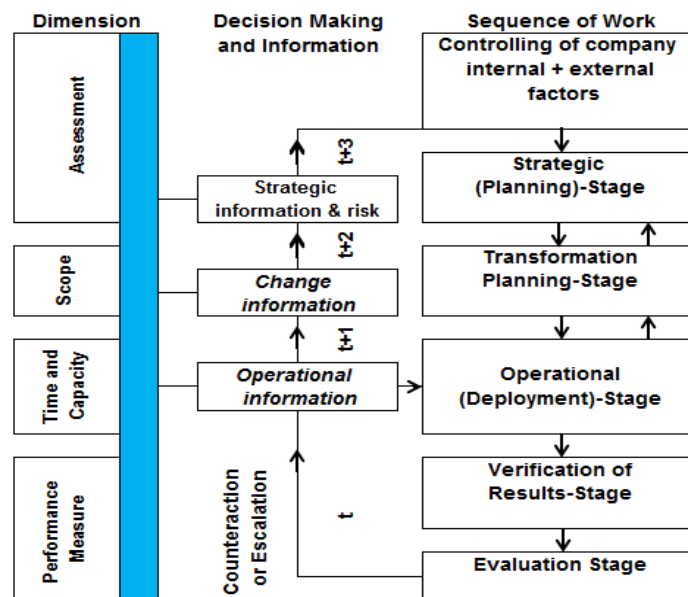 Dimension
Assessment
Scope
Time and
Capacity
Performance
Measure
Decision Making
and Information
t+3
Strategic
information & risk
t+2
Change
information
t+1
Operational
information
Counteraction
or Escalation
t
Sequence of Work
Controlling of company
internal + external
factors
Strategic
(Planning)-Stage
Transformation
Planning-Stage
Operational
(Deployment)-Stage
Verification of
Results-Stage
Evaluation Stage